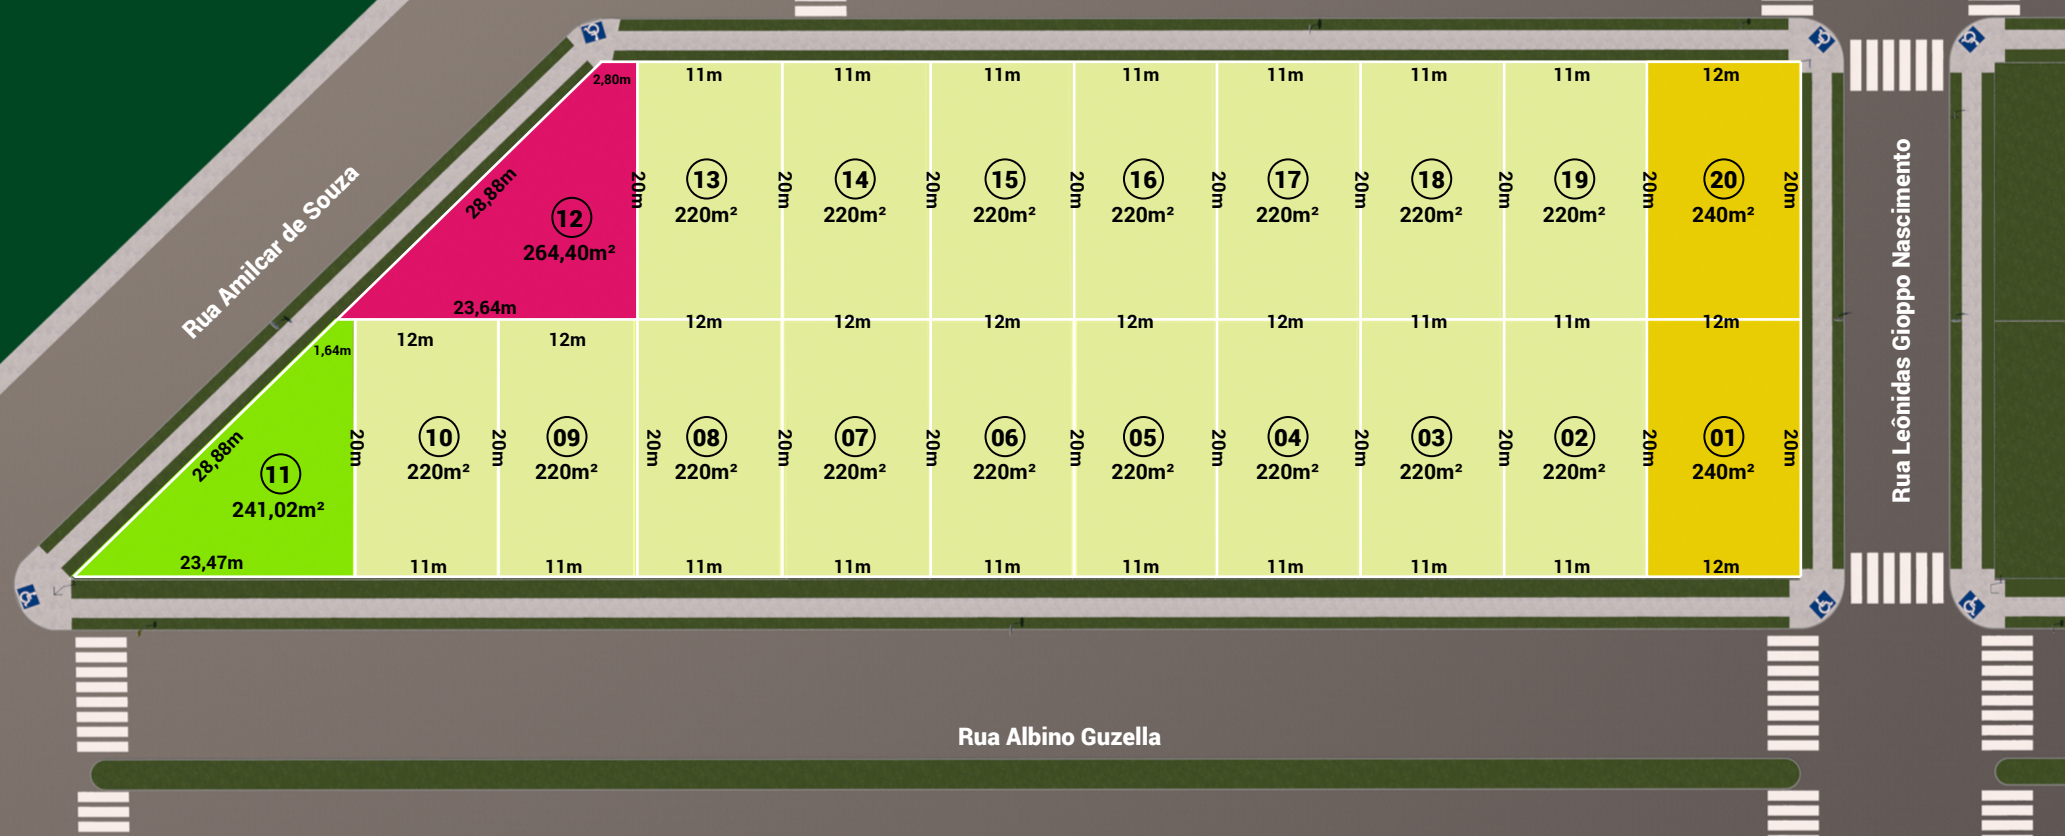 2,80m
11m
11m
11m
11m
11m
11m
11m
12m
Rua Amilcar de Souza
28,88m
12
264,40m²
23,64m
20m
13
220m²
20m
14
220m²
20m
15
220m²
20m
16
220m²
20m
17
220m²
20m
18
220m²
20m
19
220m²
20m
20
240m²
20m
12m
12m
12m
12m
12m
11m
11m
12m
1,64m
12m
12m
28,88m
11
241,02m²
23,47m
20m
10
220m²
20m
09
220m²
20m
08
220m²
20m
07
220m²
20m
06
220m²
20m
05
220m²
20m
04
220m²
20m
03
220m²
20m
02
220m²
20m
01
240m²
20m
11m
11m
11m
11m
11m
11m
11m
11m
11m
12m
Rua Leônidas Gioppo Nascimento
Rua Albino Guzella